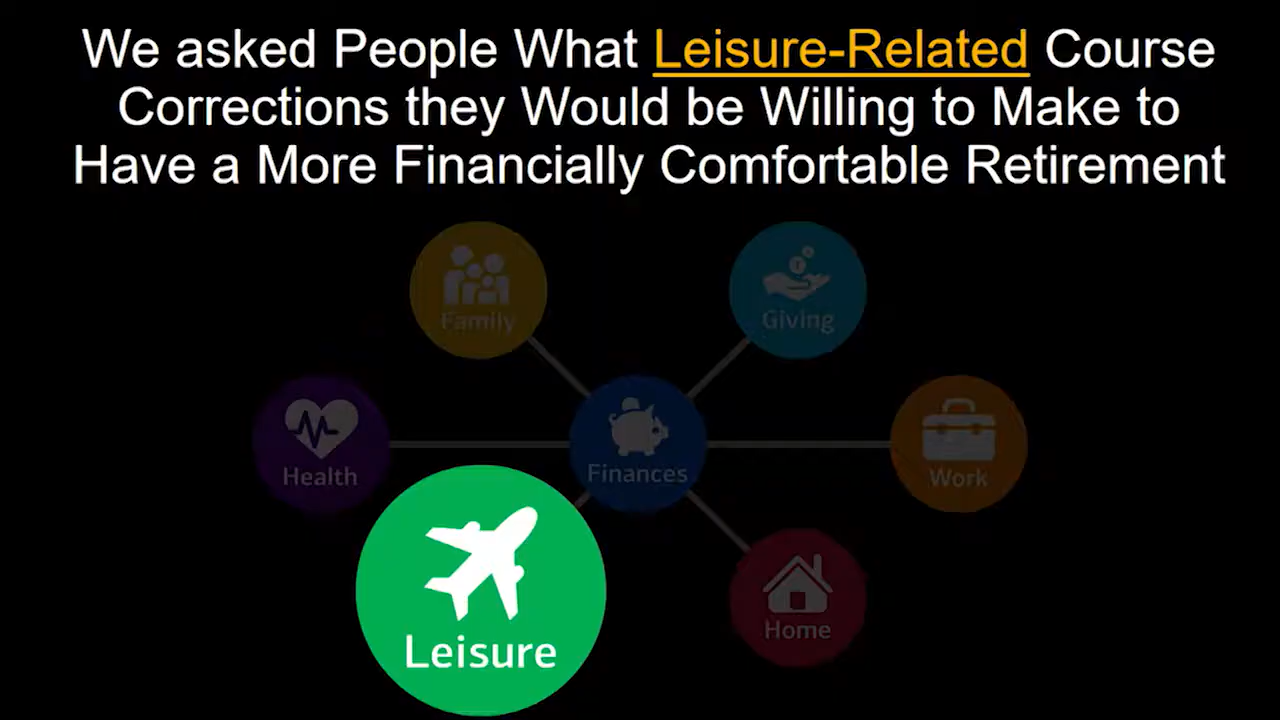 We asked People What Leisure-Related Course
Corrections they Would be Willing to Make to
Have a More Financially Comfortable Retirement
Family
Giving
Health
Finances
Work
Leisure
Home